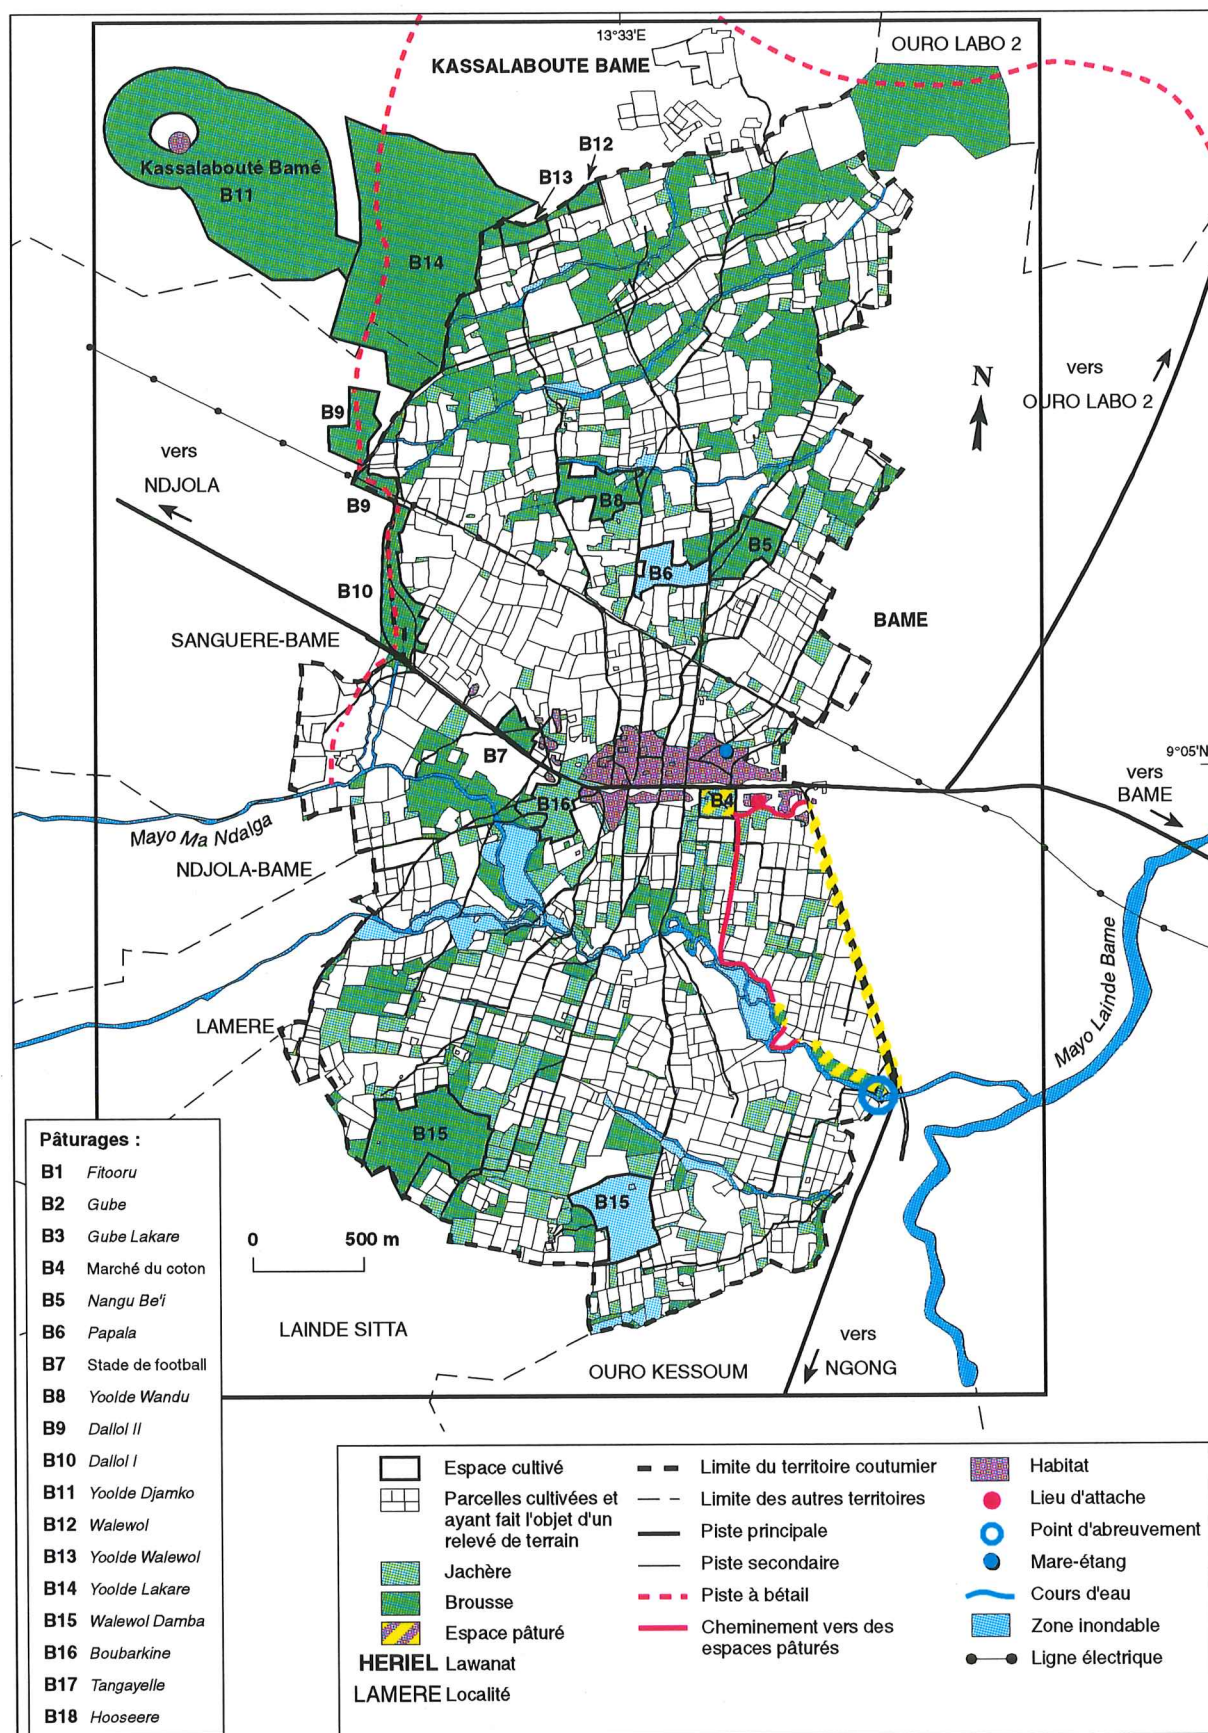 13°33'E
OURO LABO 2
KASSALABOUTE BAME
B12
B13
Kassalabouté Bamé
B11
B14
N
vers
OURO LABO 2
B9
vers
NDJOLA
B9
B8
B5
B6
B10
BAME
SANGUERE-BAME
B7
9°05'N
vers
BAME
B16
B4
Mayo Ma Ndalga
NDJOLA-BAME
Mayo Laïnde Bame
LAMERE
B15
B15
0 500 m
LAINDE SITTA
vers
NGONG
OURO KESSOUM
Pâturages :
B1 Fitooru
B2 Gube
B3 Gube Lakare
B4 Marché du coton
B5 Nangu Be'i
B6 Papala
B7 Stade de football
B8 Yoolde Wandu
B9 Dallol II
B10 Dallol I
B11 Yoolde Djamko
B12 Walewol
B13 Yoolde Walewol
B14 Yoolde Lakare
B15 Walewol Damba
B16 Boubarkine
B17 Tangayelle
B18 Hooseere
Espace cultivé
Parcelles cultivées et
ayant fait l'objet d'un
relevé de terrain
Jachère
Brousse
Espace pâturé
HERIEL Lawanat
LAMERE Localité
Limite du territoire coutumier
Limite des autres territoires
Piste principale
Piste secondaire
Piste à bétail
Cheminement vers des
espaces pâturés
Habitat
Lieu d'attache
Point d'abreuvement
Mare-étang
Cours d'eau
Zone inondable
Ligne électrique